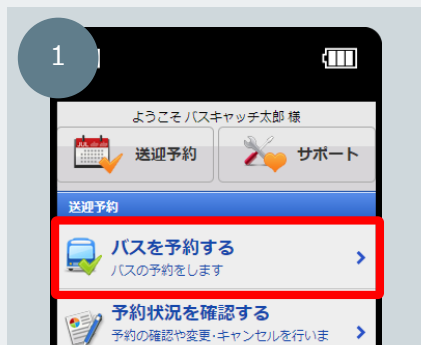 1
ようこそ バスキャッチ太郎 様
送迎予約
サポート
送迎予約
バスを予約する
バスの予約をします
予約状況を確認する
予約の確認や変更・キャンセルを行いま